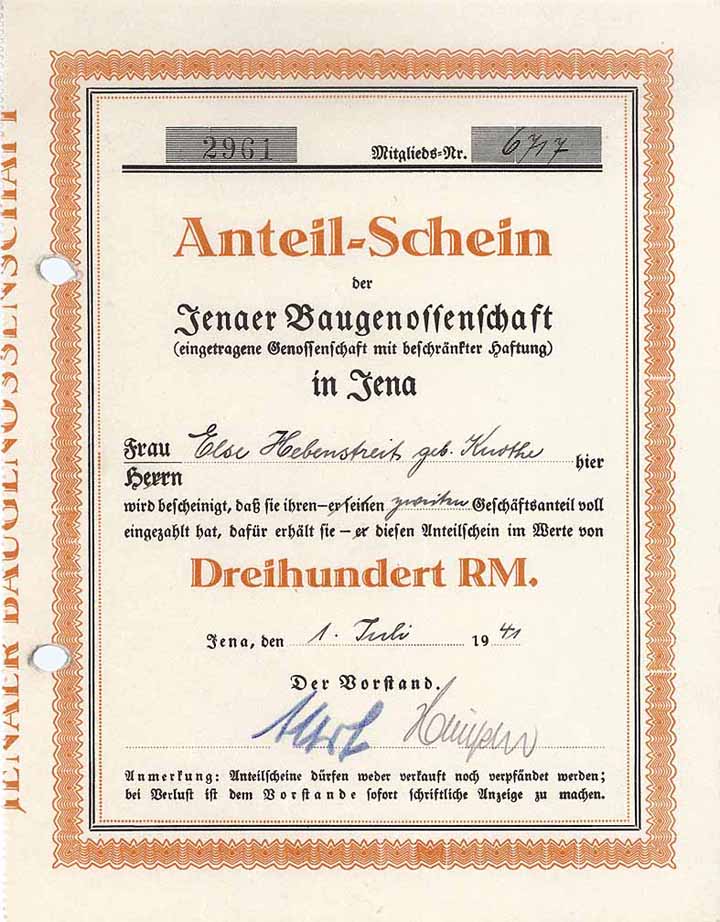 JENAER BAUGENOSSENSCHAFT
2961 Mitglieds-Nr. 6717
Anteil-Schein
der
Jenaer Baugenossenschaft
(eingetragene Genossenschaft mit beschränkter Haftung)
in Jena
Frau Else Hebenstreit geb. Knothe hier
Herrn
wird bescheinigt, daß sie ihren – er seinen zweiten Geschäftsanteil voll
eingezahlt hat, dafür erhält sie – er diesen Anteilschein im Werte von
Dreihundert RM.
Jena, den 1. Juli 1941
Der Vorstand.
Anmerkung: Anteilscheine dürfen weder verkauft noch verpfändet werden;
bei Verlust ist dem Vorstande sofort schriftliche Anzeige zu machen.